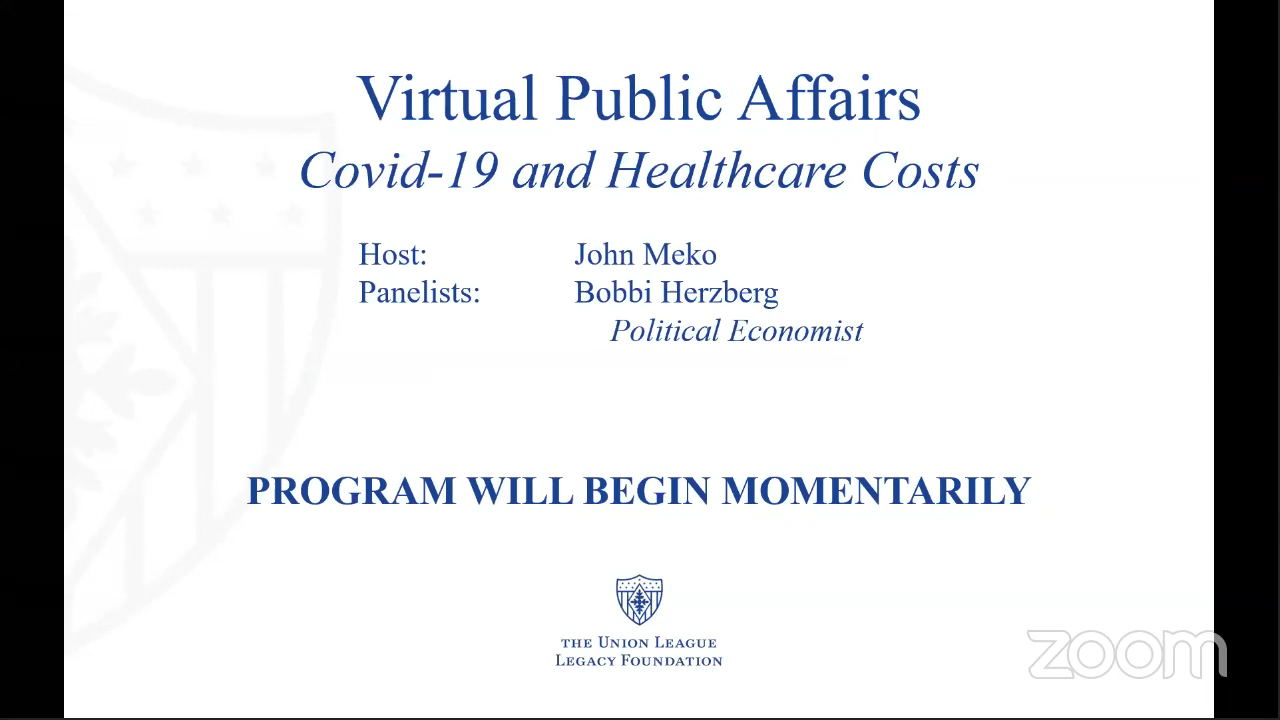 Virtual Public Affairs
Covid-19 and Healthcare Costs
Host: John Meko
Panelists: Bobbi Herzberg
Political Economist
PROGRAM WILL BEGIN MOMENTARILY
THE UNION LEAGUE
LEGACY FOUNDATION
zoom